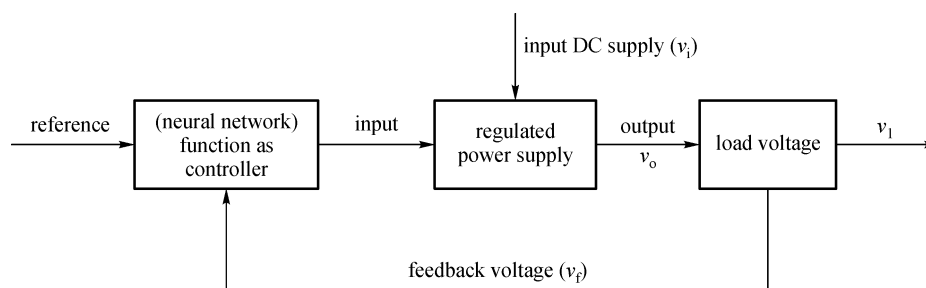 input DC supply (vi)
reference
(neural network)
function as
controller
input
regulated
power supply
output
vo
load voltage
vl
feedback voltage (vf)